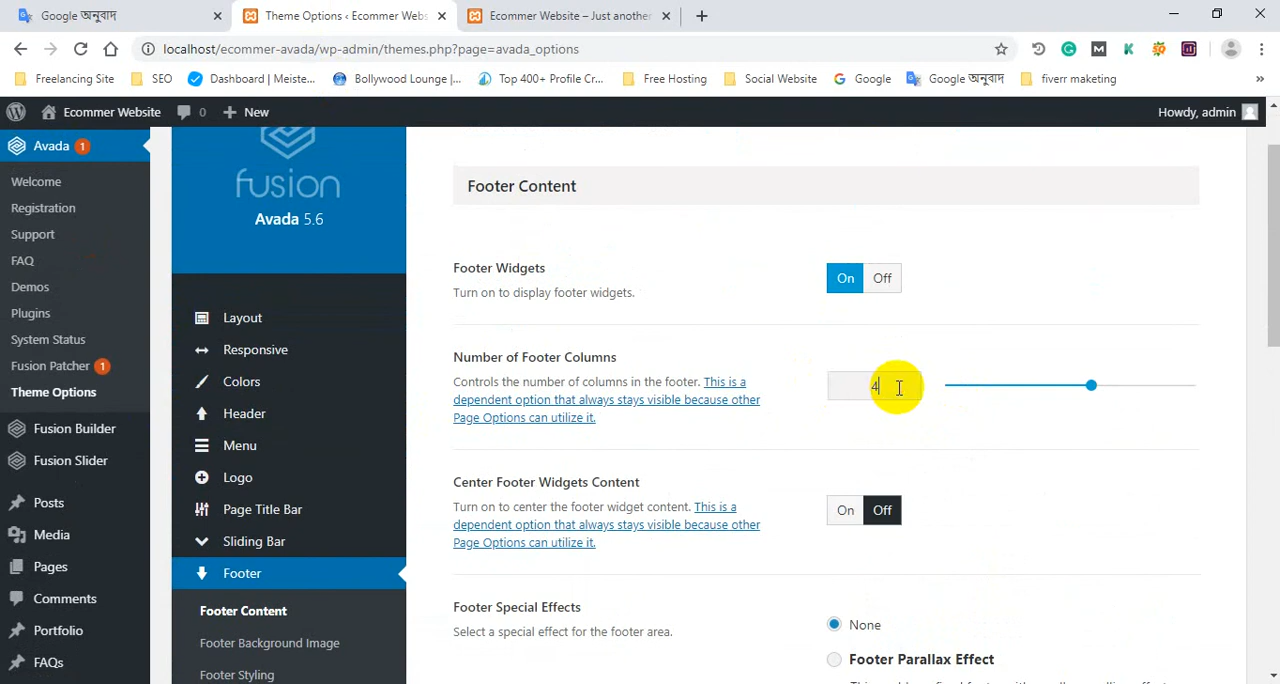 Google অনুবাদ
Theme Options ‹ Ecommer Webs
Ecommer Website – Just another
localhost/ecommer-avada/wp-admin/themes.php?page=avada_options
Freelancing Site
SEO
Dashboard | Meiste...
Bollywood Lounge |...
Top 400+ Profile Cr...
Free Hosting
Social Website
Google
Google অনুবাদ
fiverr maketing
»
Ecommer Website
0
New
Howdy, admin
Avada 1
Welcome
Registration
Support
FAQ
Demos
Plugins
System Status
Fusion Patcher 1
Theme Options
Fusion Builder
Fusion Slider
Posts
Media
Pages
Comments
Portfolio
FAQs
fusion
Avada 5.6
Layout
Responsive
Colors
Header
Menu
Logo
Page Title Bar
Sliding Bar
Footer
Footer Content
Footer Background Image
Footer Styling
Footer Content
Footer Widgets
Turn on to display footer widgets.
On Off
Number of Footer Columns
Controls the number of columns in the footer. This is a
dependent option that always stays visible because other
Page Options can utilize it.
4
Center Footer Widgets Content
Turn on to center the footer widget content. This is a
dependent option that always stays visible because other
Page Options can utilize it.
On Off
Footer Special Effects
Select a special effect for the footer area.
None
Footer Parallax Effect